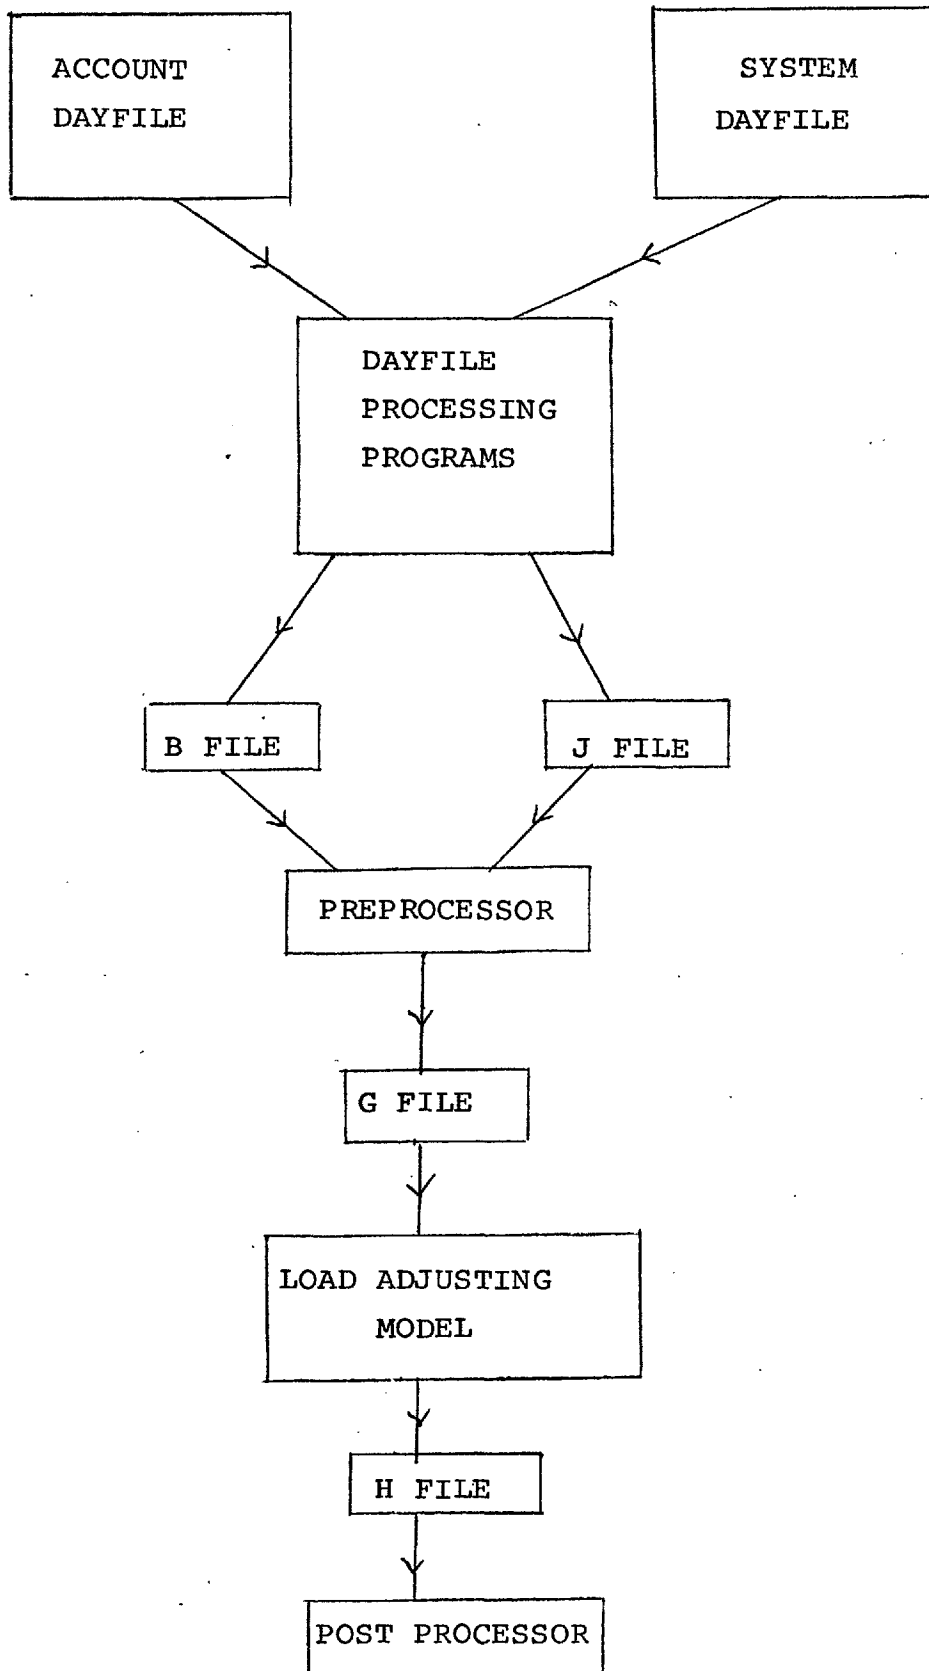 ACCOUNT
DAYFILE
SYSTEM
DAYFILE
DAYFILE
PROCESSING
PROGRAMS
B FILE
J FILE
PREPROCESSOR
G FILE
LOAD ADJUSTING
MODEL
H FILE
POST PROCESSOR